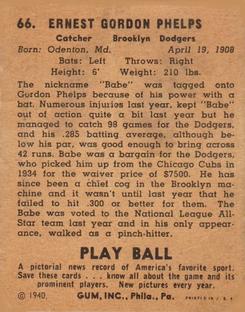 66. ERNEST GORDON PHELPS
Catcher Brooklyn Dodgers
Born: Odenton, Md. April 19, 1908
Bats: Left Throws: Right
Height: 6' Weight: 210 lbs.
The nickname "Babe" was tagged onto
Gordon Phelps because of his prowess with a
bat. Numerous injuries last year, kept "Babe"
out of action quite a bit last year but he
managed to catch 98 games for the Dodgers,
and his .285 batting average, although be-
low his par, was good enough to bring across
42 runs. Babe was a bargain for the Dodgers,
who picked him up from the Chicago Cubs in
1934 for the waiver price of $7500. He has
since been a chief cog in the Brooklyn ma-
chine and it wasn't until last year that he
failed to hit .300 or better for them. The
Babe was voted to the National League All-
Star team last year and in his only appear-
ance, walked as a pinch-hitter.
PLAY BALL
A pictorial news record of America's favorite sport.
Save these cards . . . know all about the game and its
prominent players. New pictures every year.
© 1940, GUM, INC., Phila., Pa. PRINTED IN U. S. A.